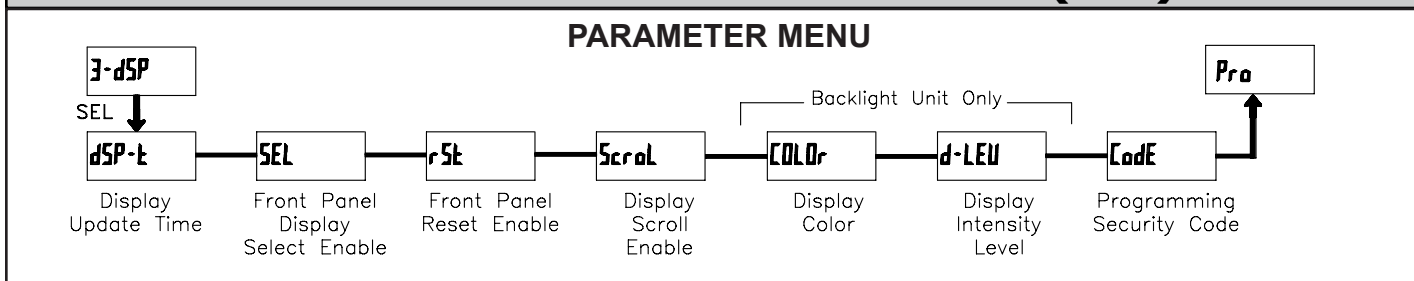 PARAMETER MENU
3-dSP
Pro
SEL
Backlight Unit Only
dSP-t
SEL
rSt
ScroL
COLOr
d-LEV
CodE
Display
Update Time
Front Panel
Display
Select Enable
Front Panel
Reset Enable
Display
Scroll
Enable
Display
Color
Display
Intensity
Level
Programming
Security Code